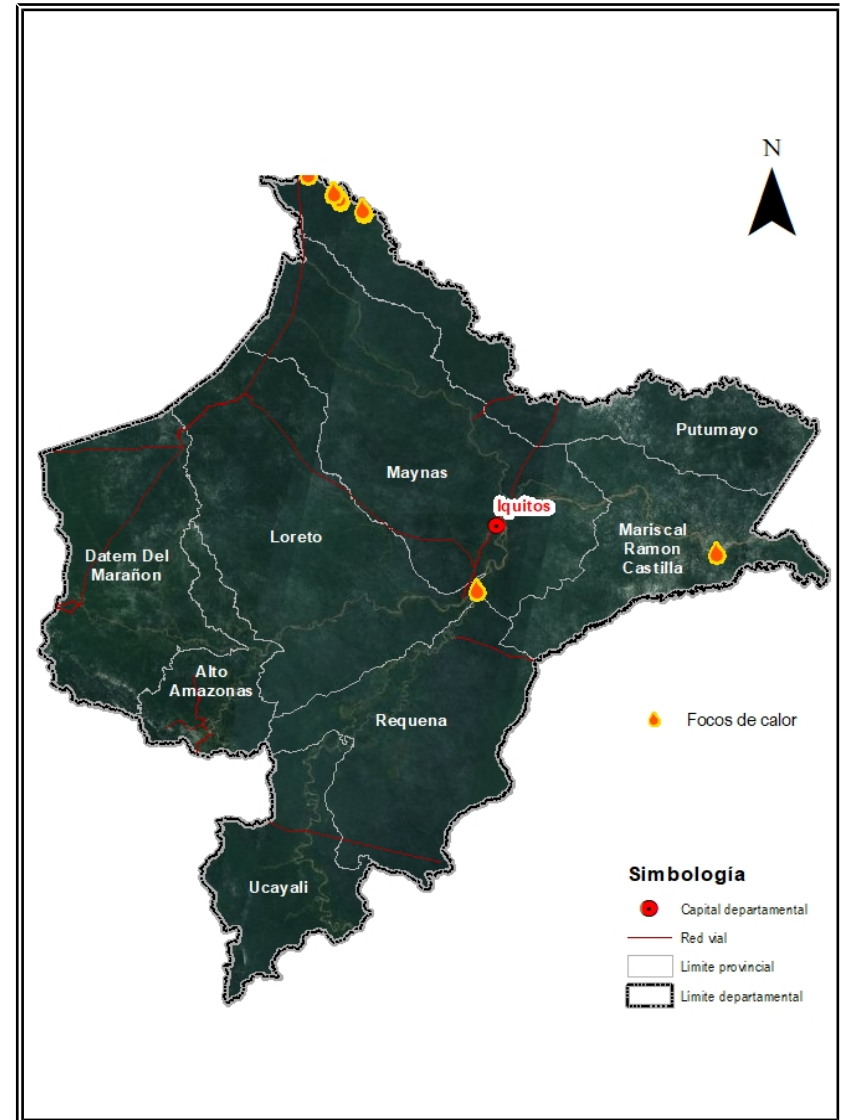 N
Putumayo
Maynas
Iquitos
Mariscal
Ramon
Castilla
Loreto
Datem Del
Marañon
Alto
Amazonas
Requena
Focos de calor
Ucayali
Simbología
Capital departamental
Red vial
Limite provincial
Limite departamental